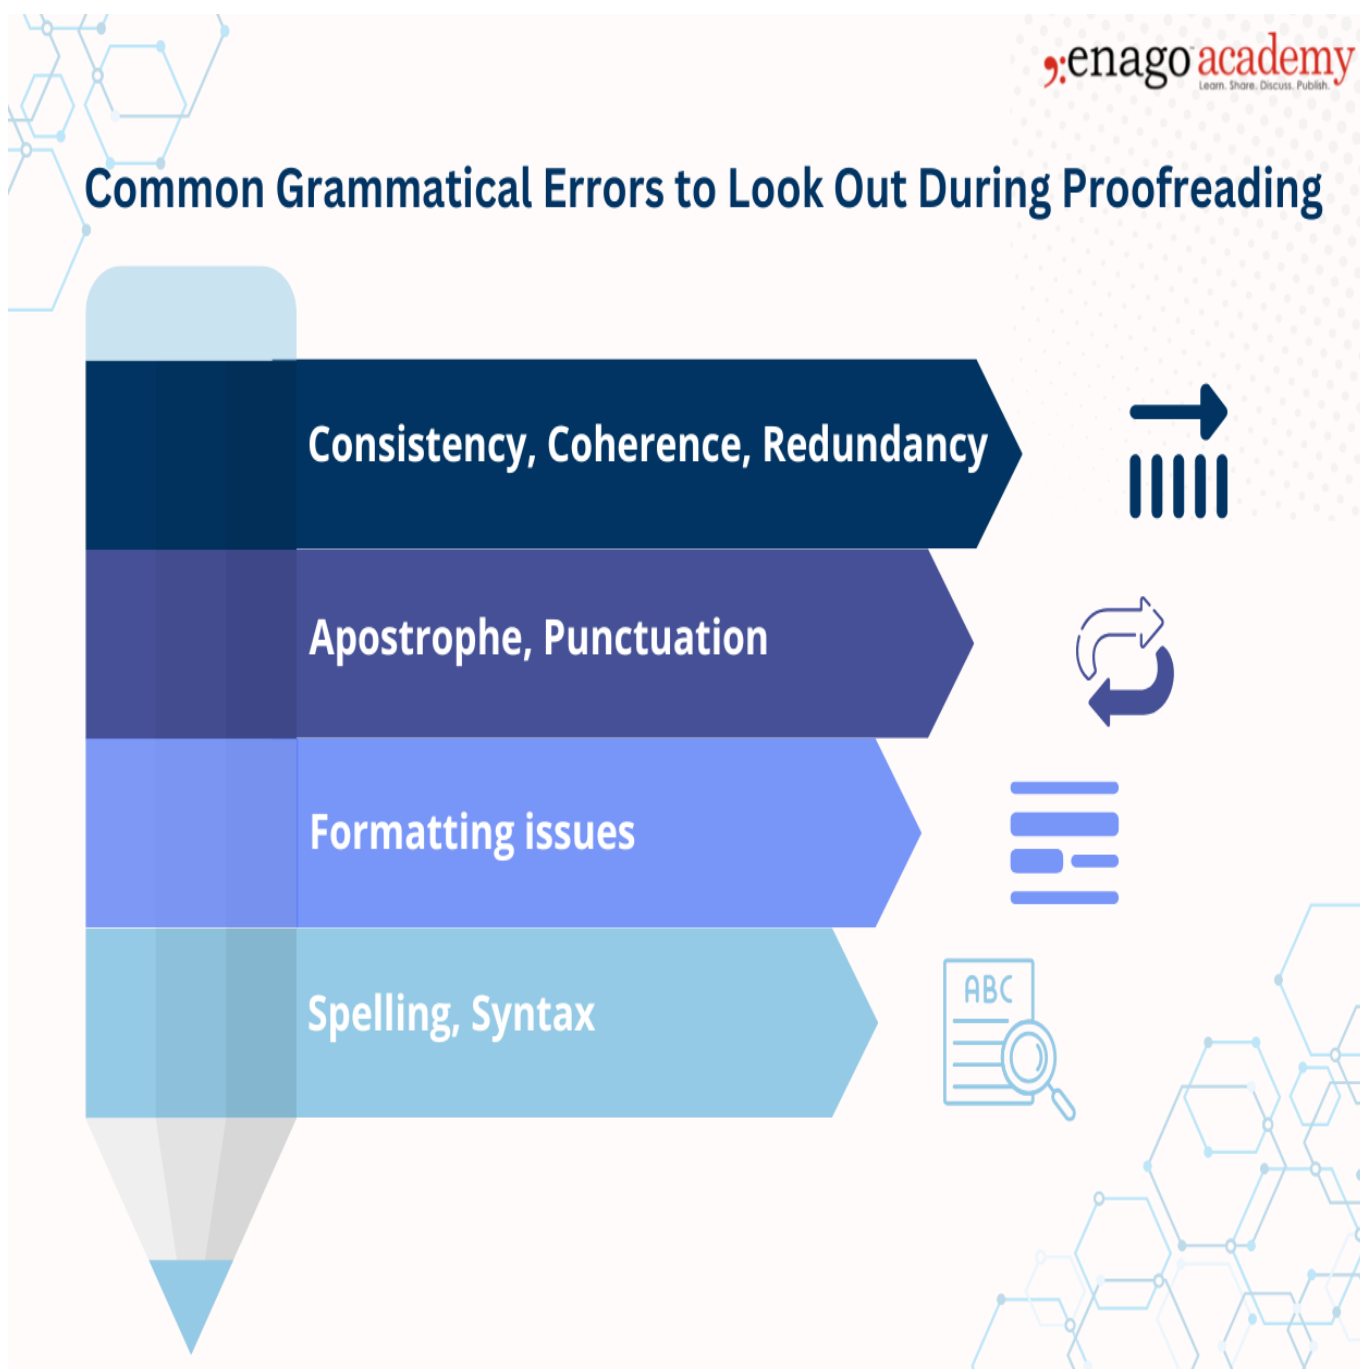 enago academy
Learn. Share. Discuss. Publish.
Common Grammatical Errors to Look Out During Proofreading
Consistency, Coherence, Redundancy
Apostrophe, Punctuation
Formatting issues
Spelling, Syntax
ABC